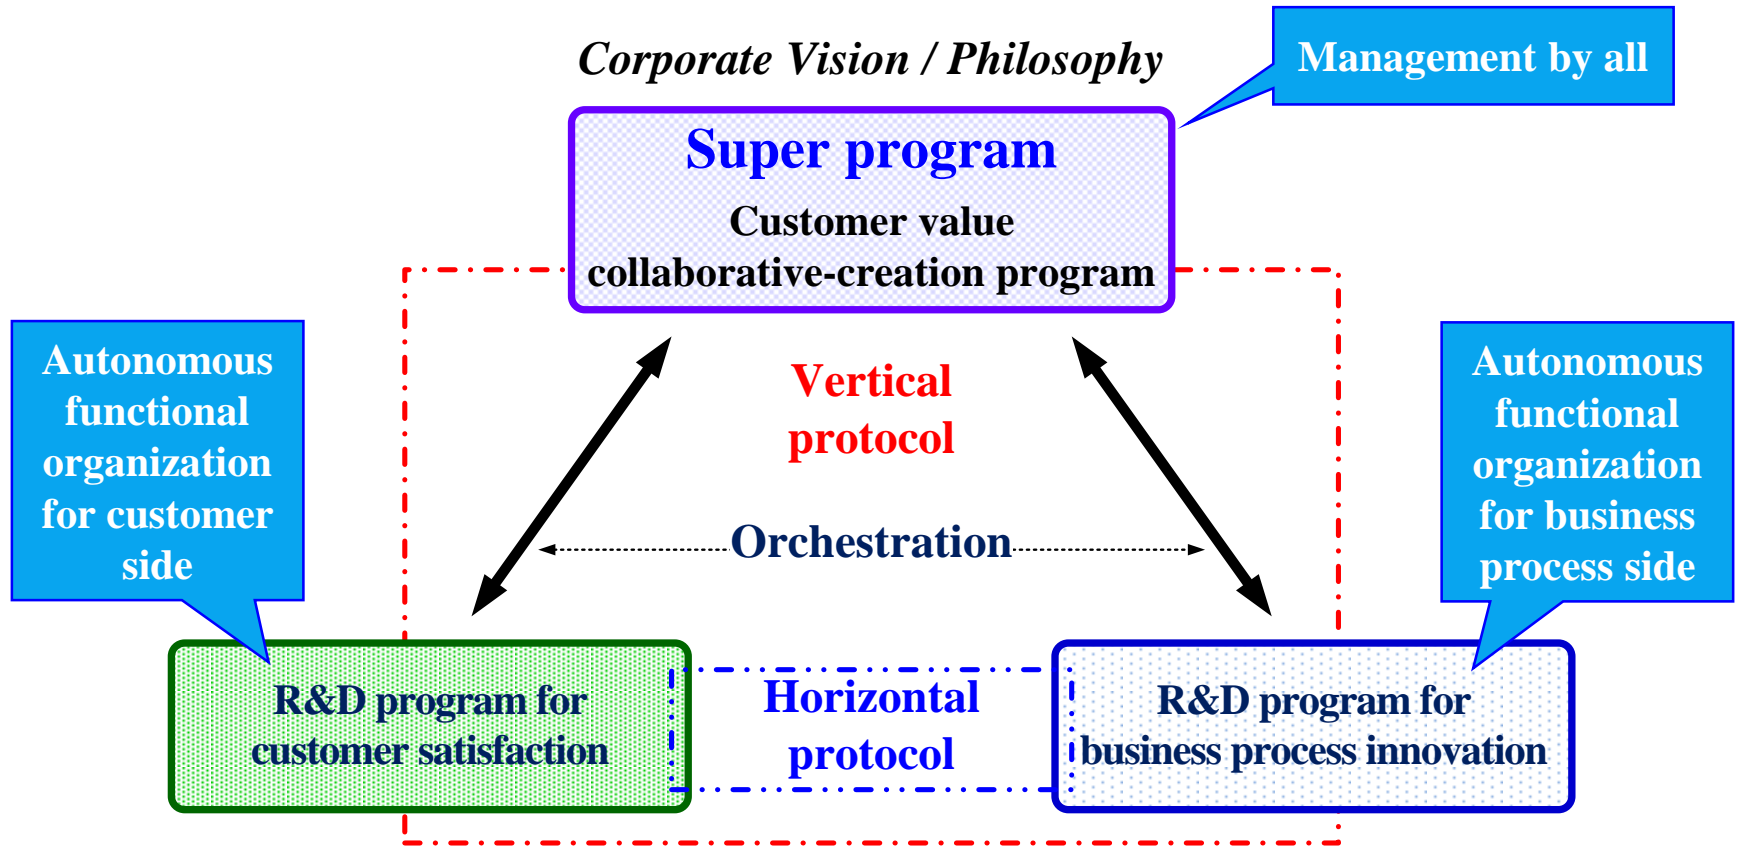 Corporate Vision / Philosophy
Management by all
Super program
Customer value
collaborative-creation program
Autonomous
functional
organization
for customer
side
Vertical
protocol
Autonomous
functional
organization
for business
process side
Orchestration
R&D program for
customer satisfaction
Horizontal
protocol
R&D program for
business process innovation